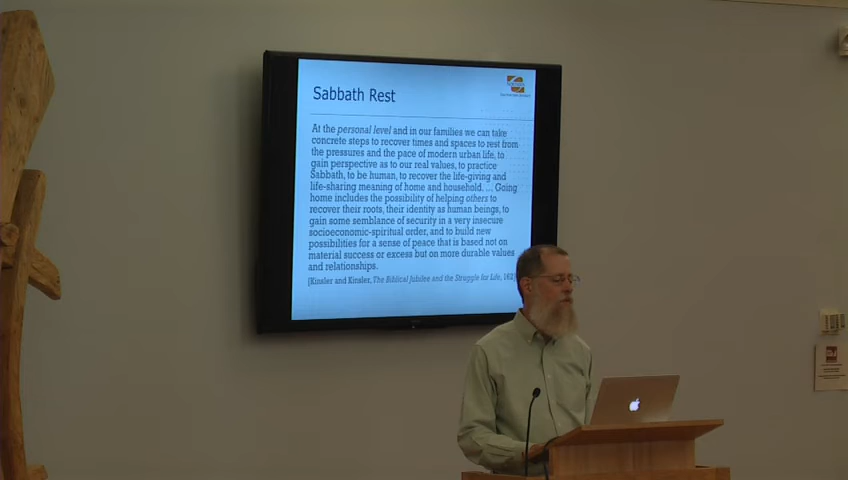 Sabbath Rest
At the personal level and in our families we can take
concrete steps to recover times and spaces to rest from
the pressures and the pace of modern urban life, to
gain perspective as to our real values, to practice
Sabbath, to be human, to recover the life-giving and
life-sharing meaning of home and household. ... Going
home includes the possibility of helping others to
recover their roots, their identity as human beings, to
gain some semblance of security in a very insecure
socioeconomic-spiritual order, and to build new
possibilities for a sense of peace that is based not on
material success or excess but on more durable values
and relationships.
[Kinsler and Kinsler, The Biblical Jubilee and the Struggle for Life, 162]